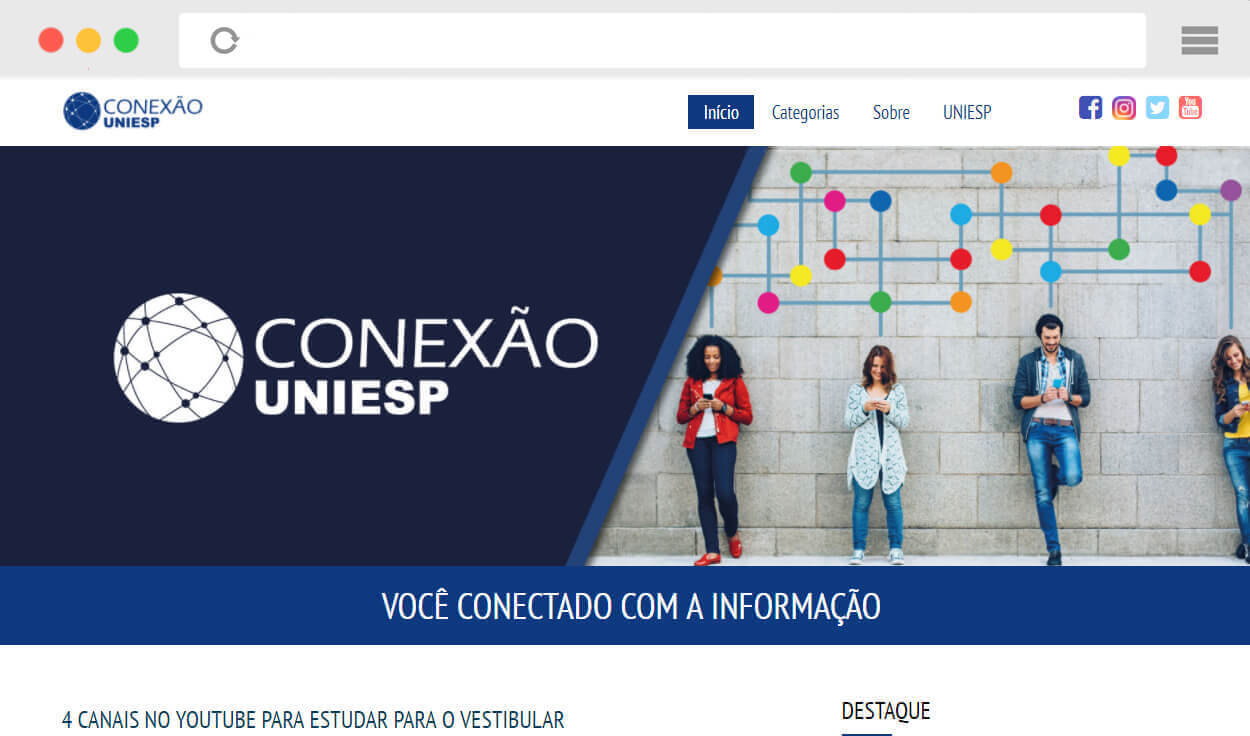 CONEXÃO
UNIESP
Início Categorias Sobre UNIESP
You
Tube
CONEXÃO
UNIESP
VOCÊ CONECTADO COM A INFORMAÇÃO
4 CANAIS NO YOUTUBE PARA ESTUDAR PARA O VESTIBULAR
DESTAQUE